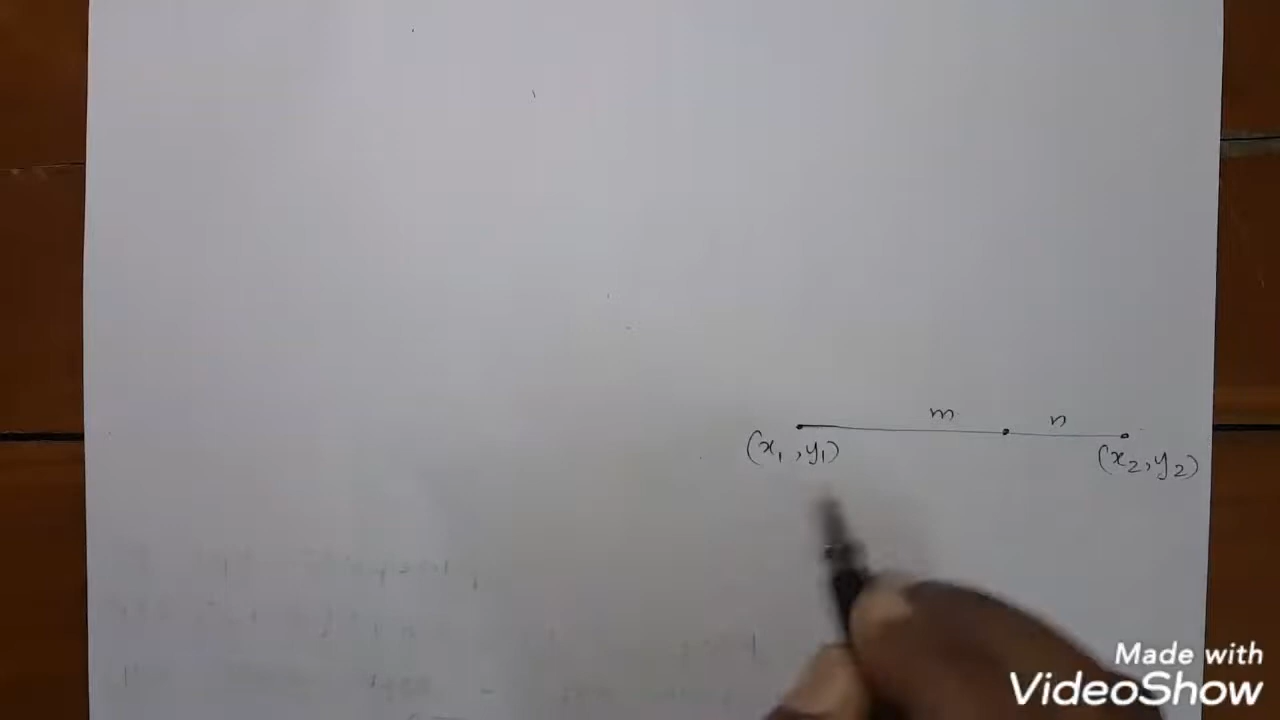 m n
(x₁, y₁) (x₂, y₂)
Made with
VideoShow